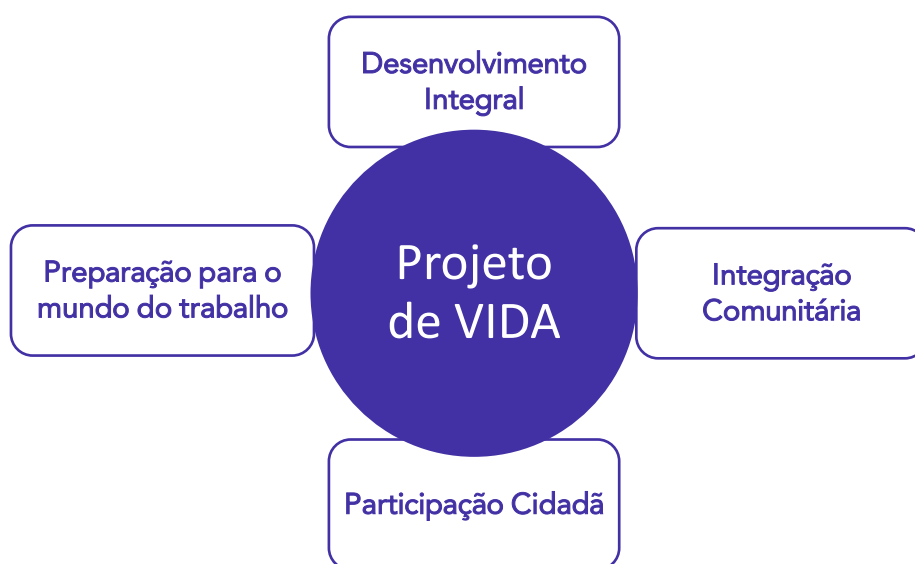 Desenvolvimento
Integral
Preparação para o
mundo do trabalho
Projeto
de VIDA
Integração
Comunitária
Participação Cidadã